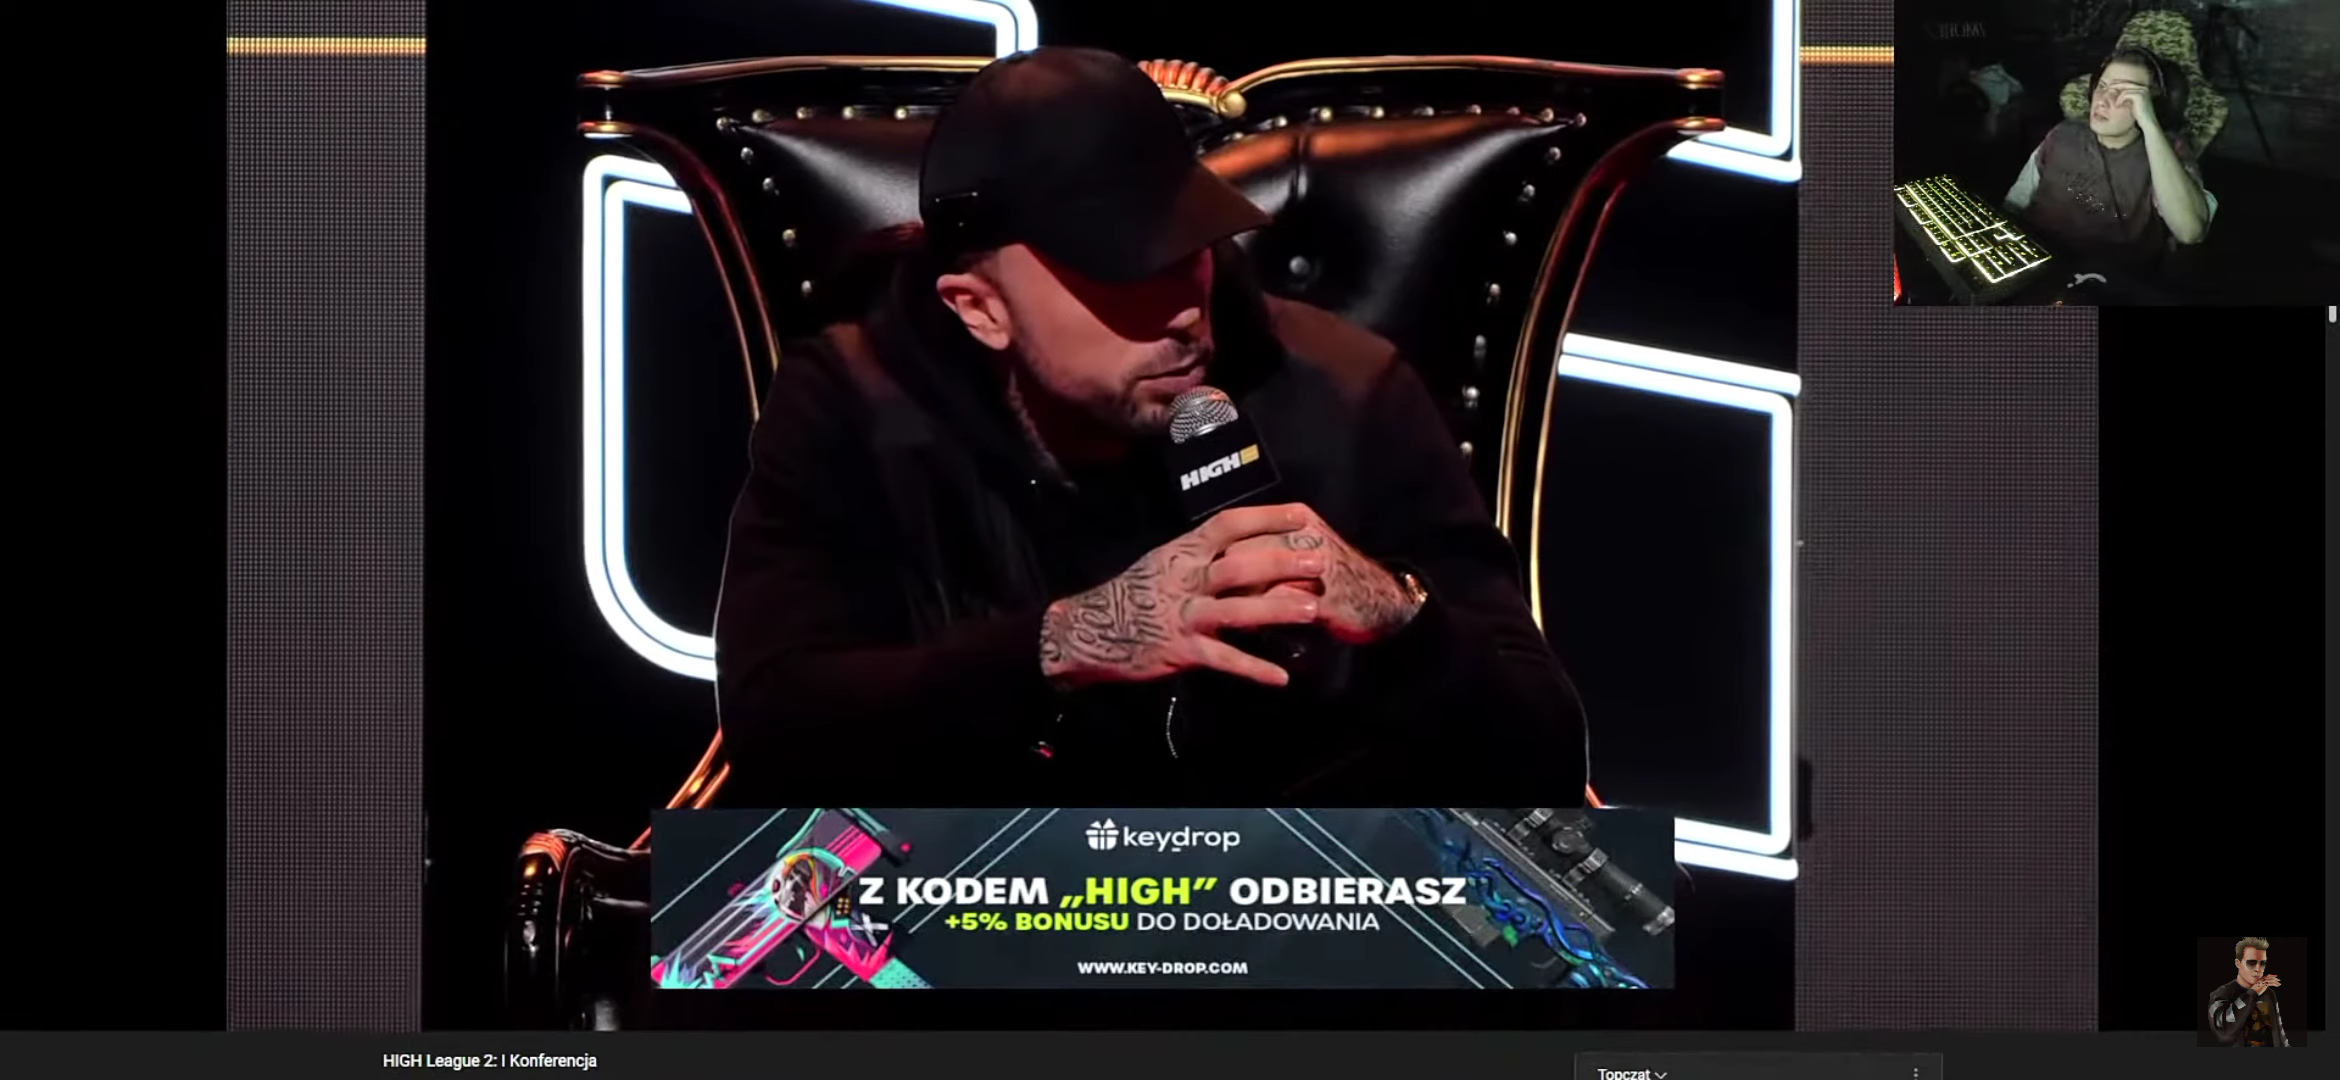 HIGH
keydrop
Z KODEM „HIGH” ODBIERASZ
+5% BONUSU DO DOŁADOWANIA
WWW.KEY-DROP.COM
HIGH League 2: I Konferencja
Topczat